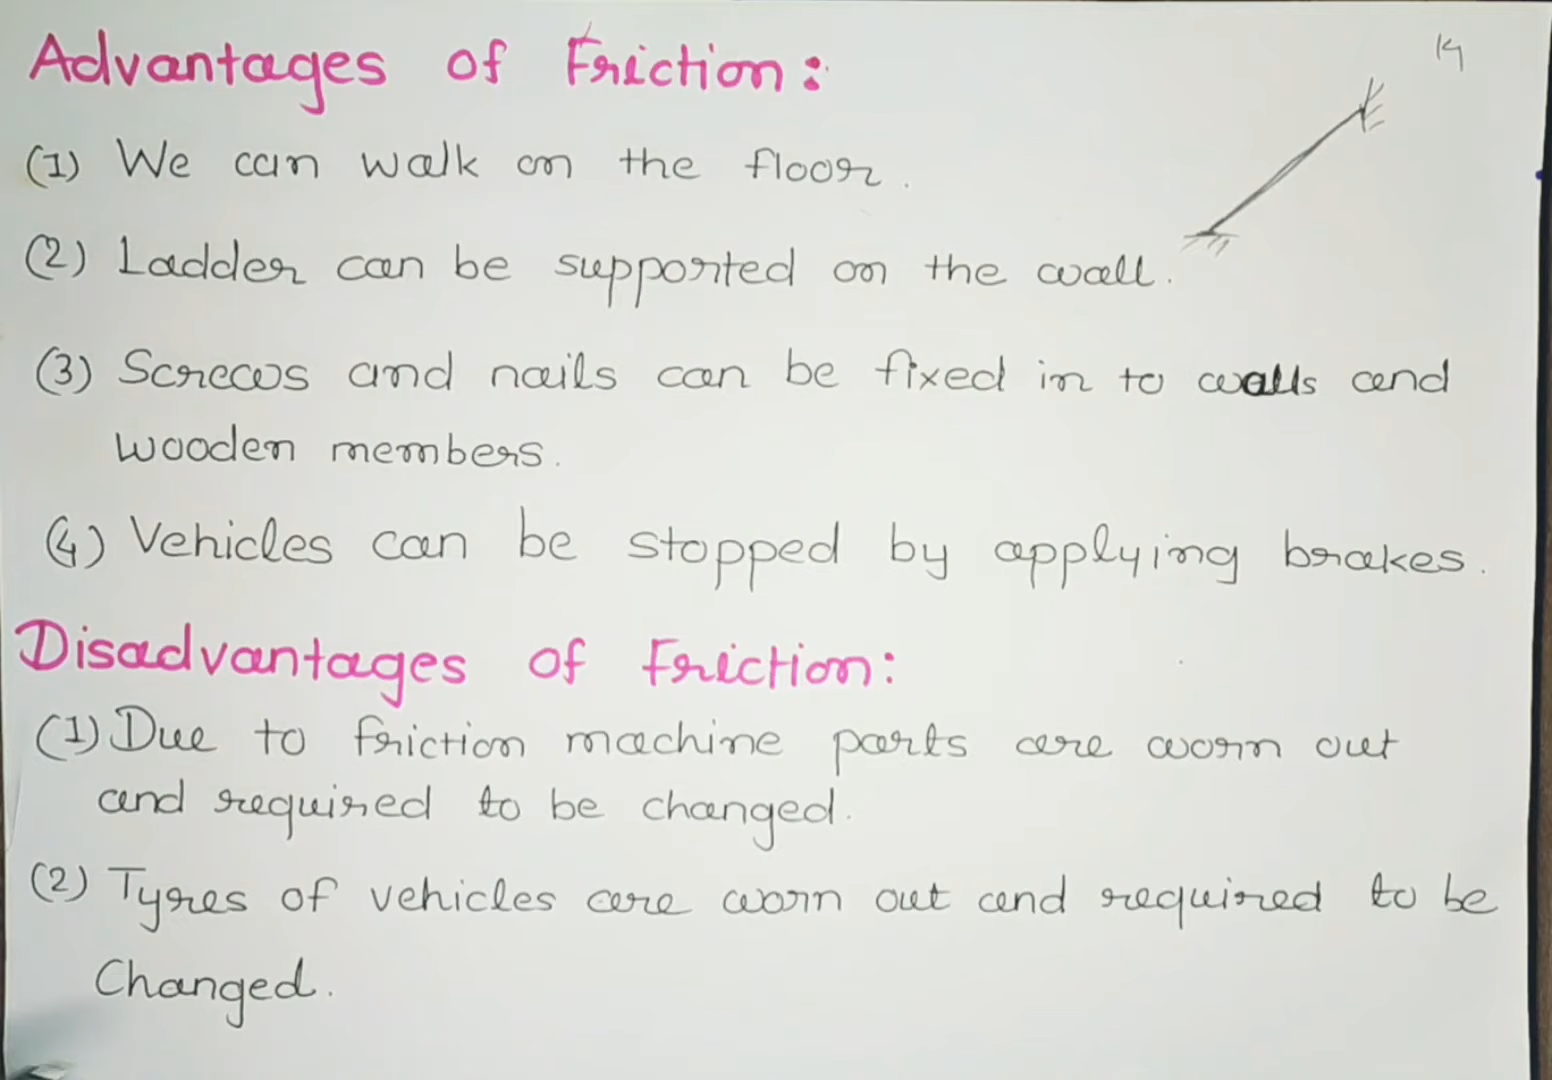 Advantages of Friction:
14
(1) We can walk on the floor.
(2) Ladder can be supported on the wall.
(3) Screws and nails can be fixed in to walls and
wooden members.
(4) Vehicles can be stopped by applying brakes.
Disadvantages of Friction:
(1) Due to friction machine parts are worn out
and required to be changed.
(2) Tyres of vehicles are worn out and required to be
Changed.